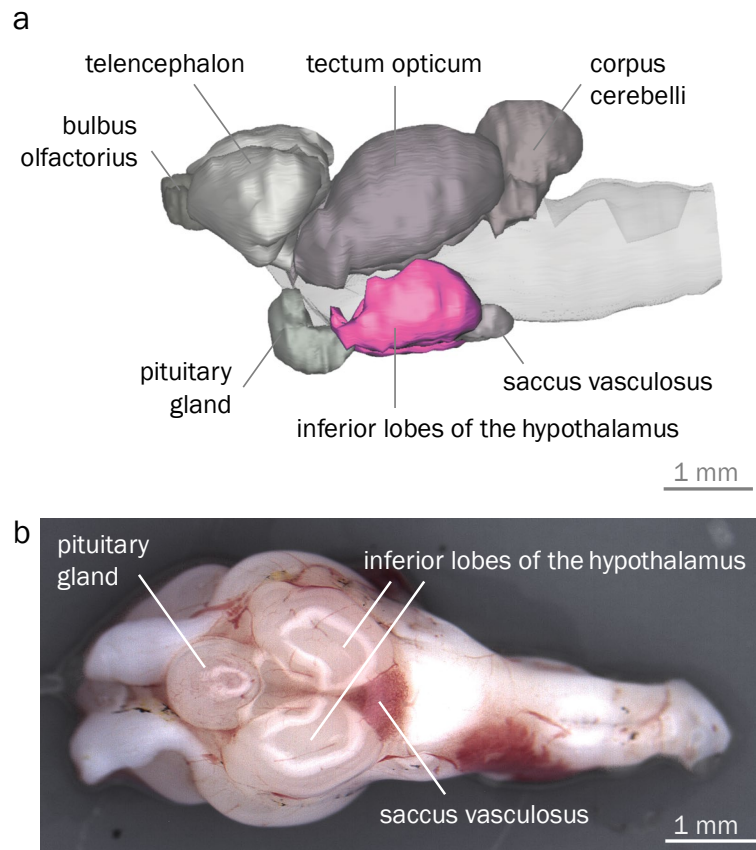 a
telencephalon
tectum opticum
corpus
cerebelli
bulbus
olfactorius
pituitary
gland
saccus vasculosus
inferior lobes of the hypothalamus
1 mm
b
pituitary
gland
inferior lobes of the hypothalamus
saccus vasculosus
1 mm